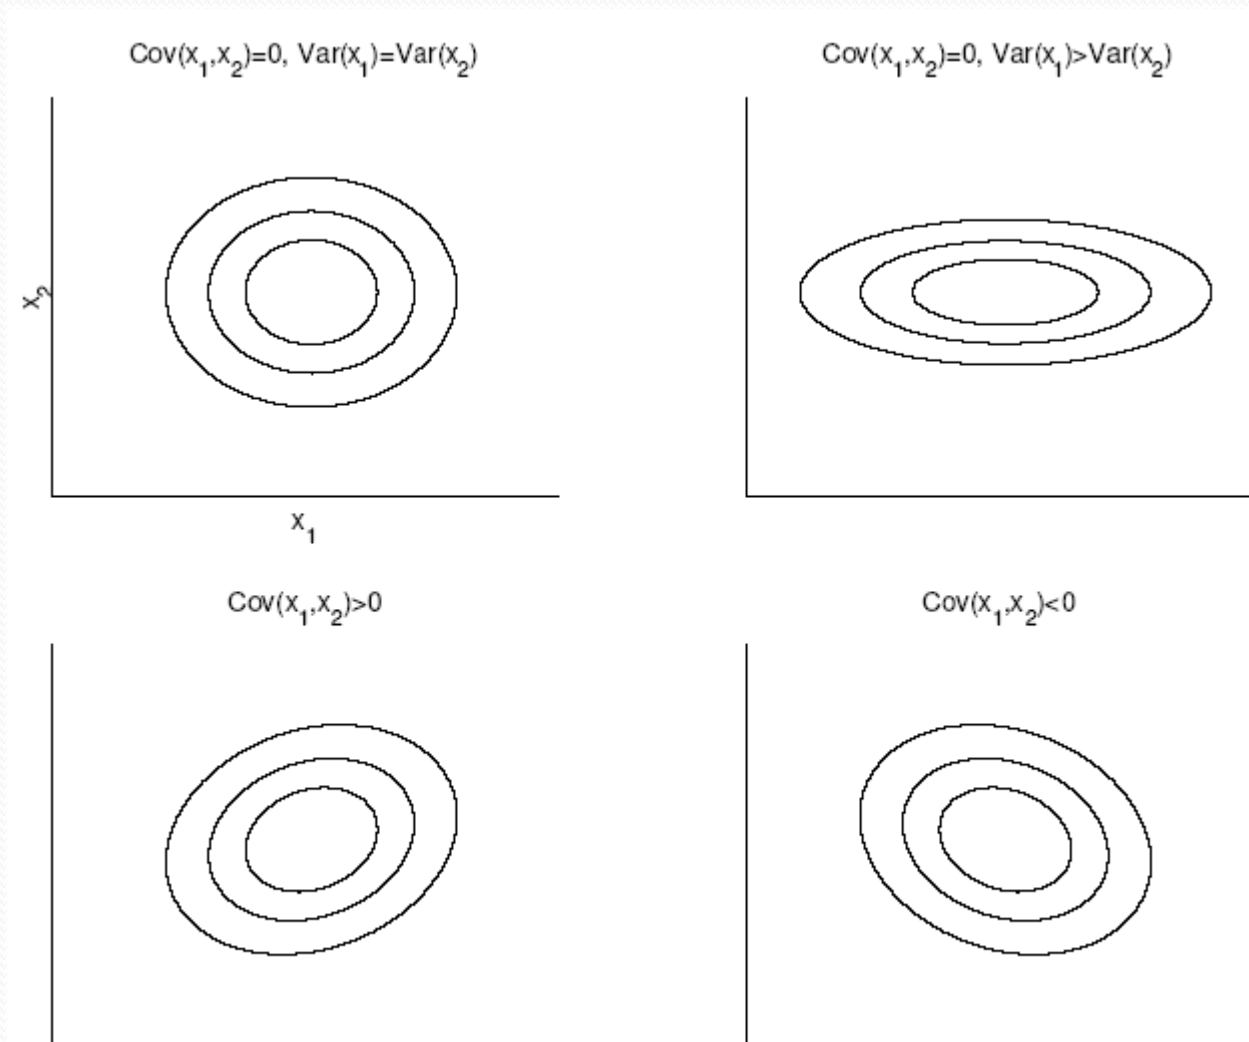 Cov(x₁,x₂)=0, Var(x₁)=Var(x₂)
Cov(x₁,x₂)=0, Var(x₁)>Var(x₂)
x₂
x₁
Cov(x₁,x₂)>0
Cov(x₁,x₂)<0